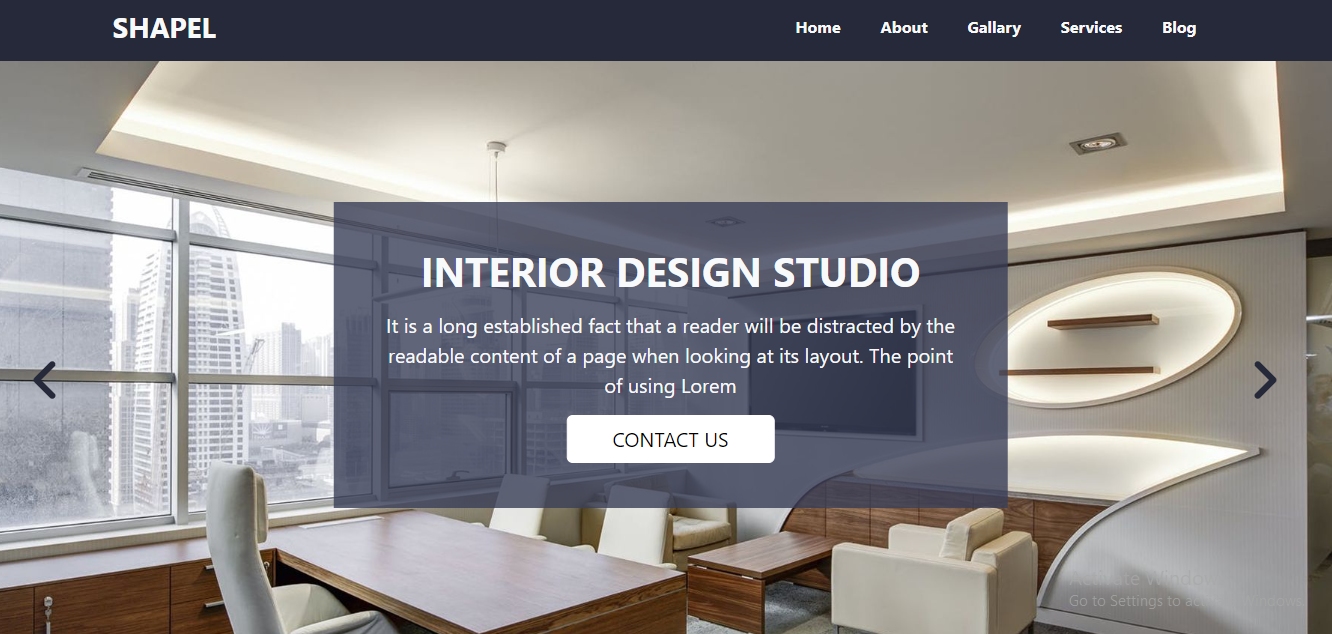 SHAPEL
Home About Gallary Services Blog
INTERIOR DESIGN STUDIO
It is a long established fact that a reader will be distracted by the
readable content of a page when looking at its layout. The point
of using Lorem
CONTACT US
Activate Windows
Go to Settings to activate Windows.